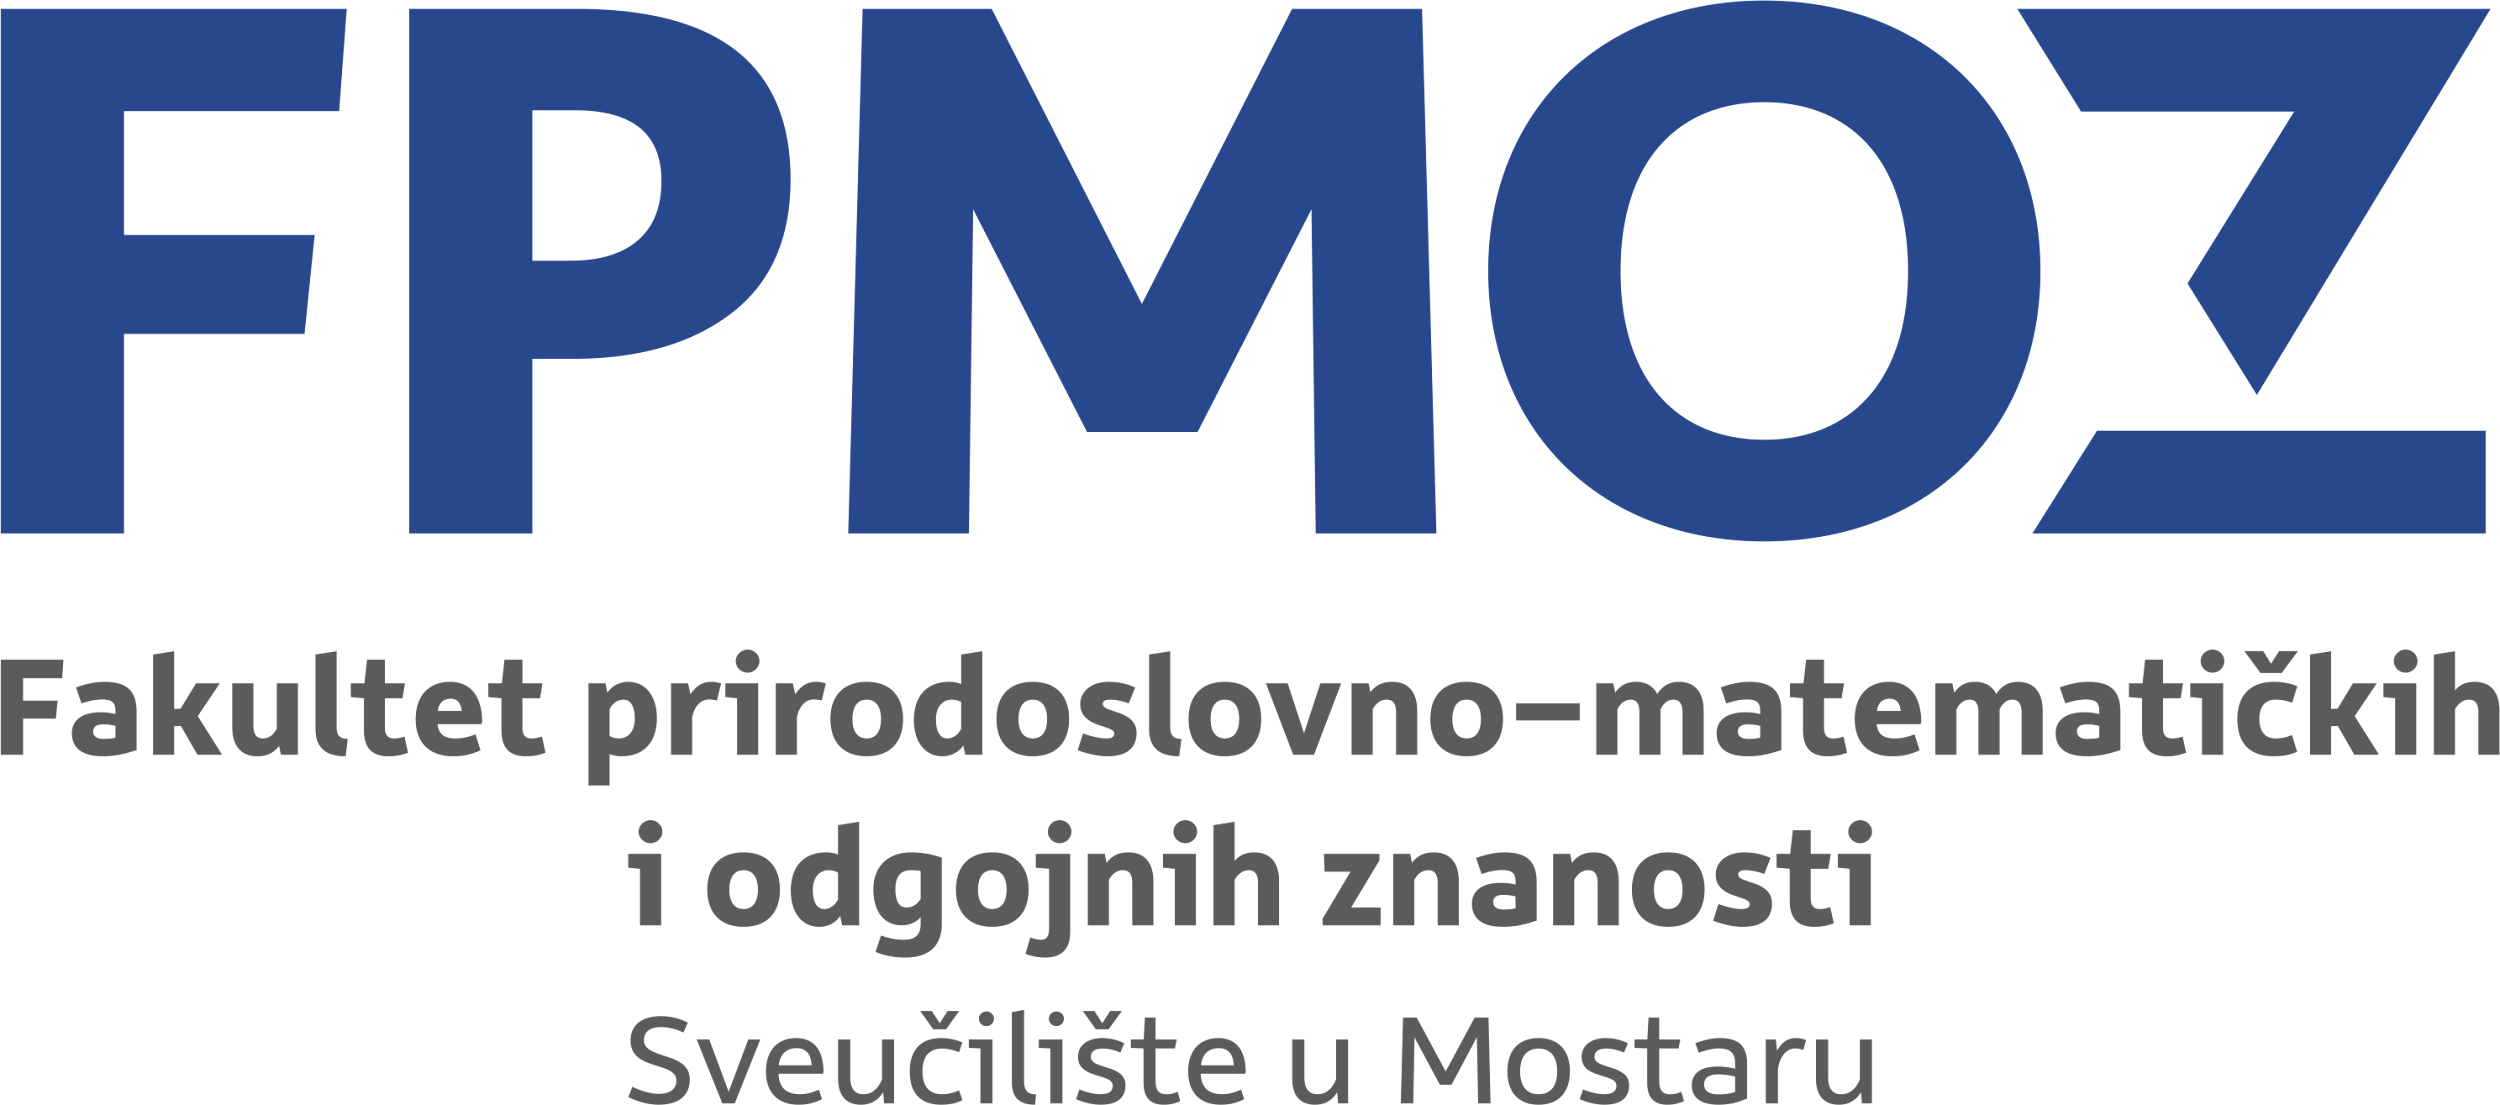 FPMOZ
Fakultet prirodoslovno-matematičkih
i odgojnih znanosti
Sveučilište u Mostaru